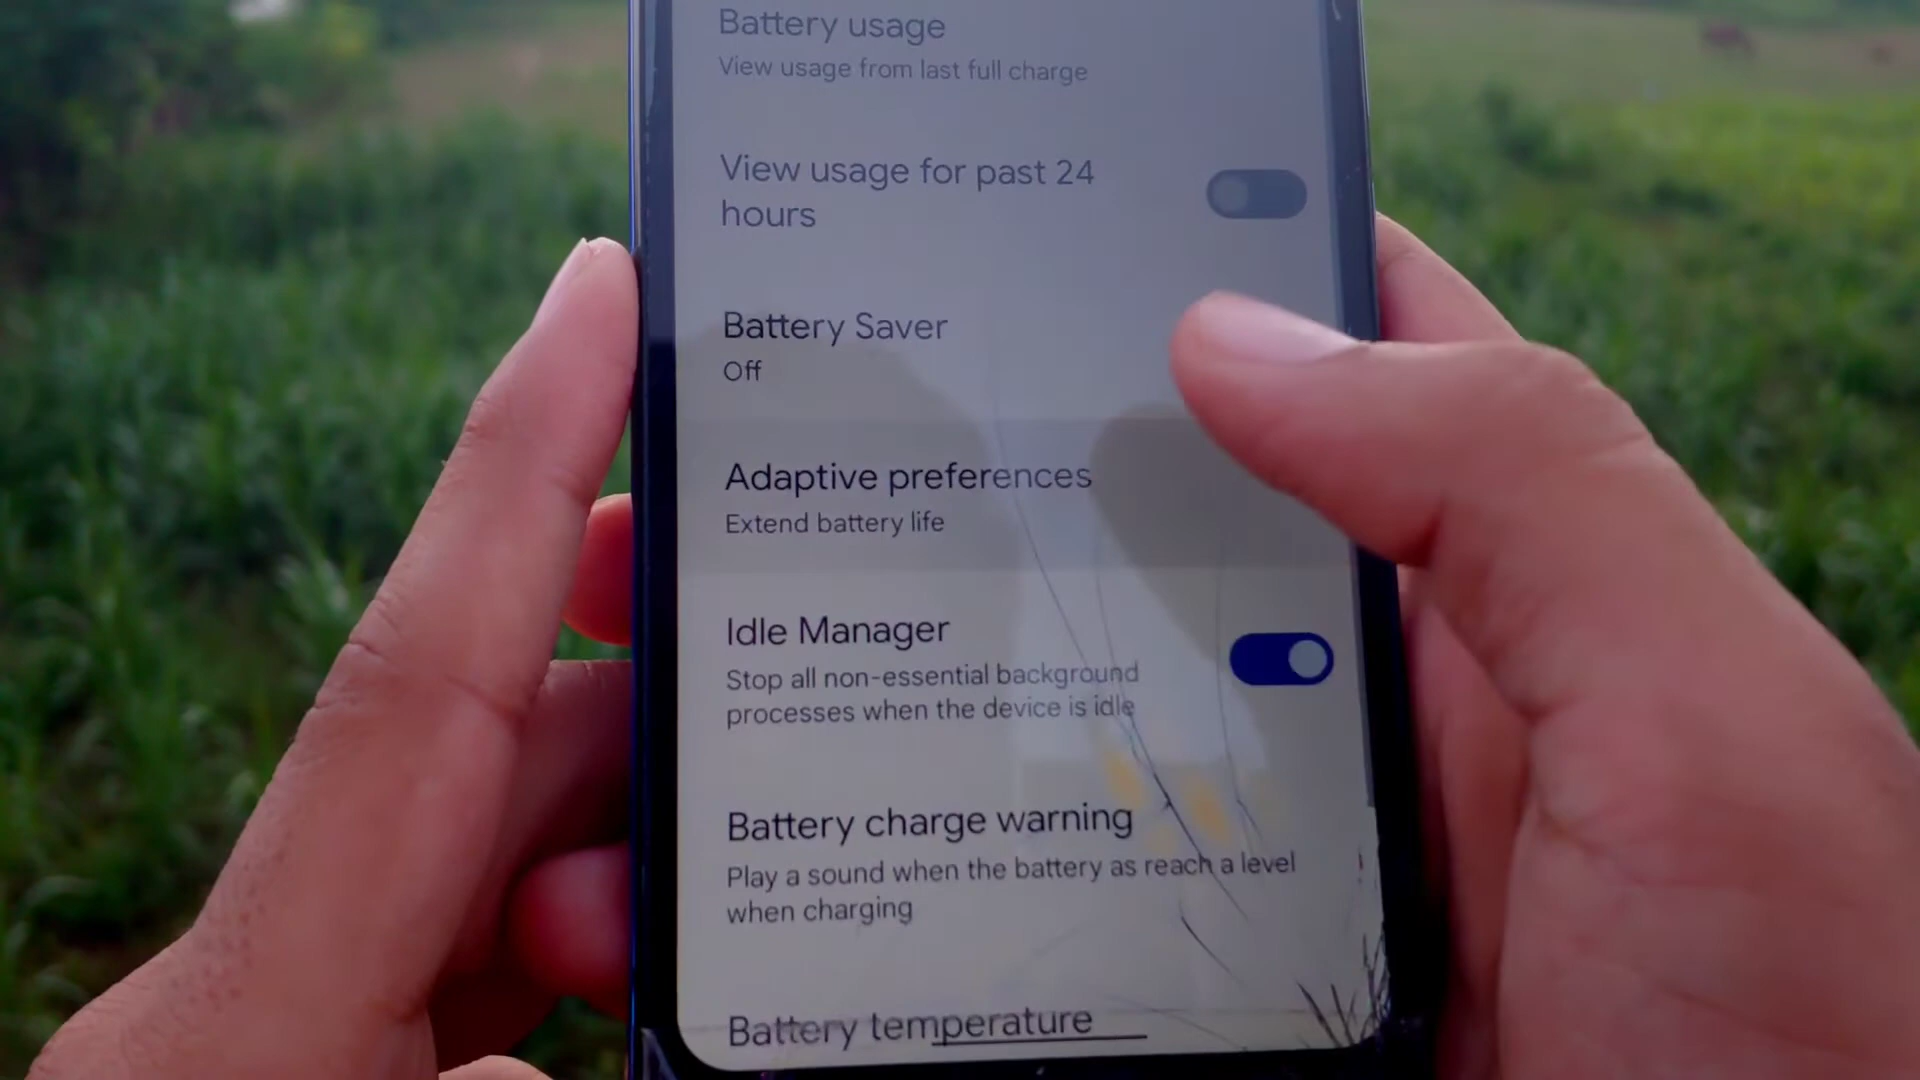 Battery usage
View usage from last full charge
View usage for past 24
hours
Battery Saver
Off
Adaptive preferences
Extend battery life
Idle Manager
Stop all non-essential background
processes when the device is idle
Battery charge warning
Play a sound when the battery as reach a level
when charging
Battery temperature